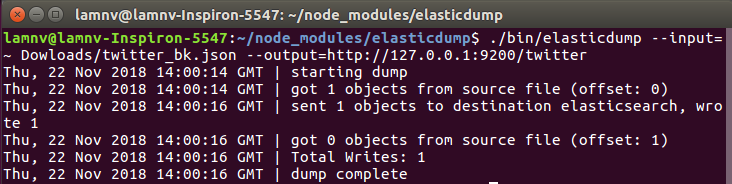 lamnv@lamnv-Inspiron-5547: ~/node_modules/elasticdump
lamnv@lamnv-Inspiron-5547:~/node_modules/elasticdump$ ./bin/elasticdump --input=
~ Dowloads/twitter_bk.json --output=http://127.0.0.1:9200/twitter
Thu, 22 Nov 2018 14:00:14 GMT | starting dump
Thu, 22 Nov 2018 14:00:14 GMT | got 1 objects from source file (offset: 0)
Thu, 22 Nov 2018 14:00:16 GMT | sent 1 objects to destination elasticsearch, wro
te 1
Thu, 22 Nov 2018 14:00:16 GMT | got 0 objects from source file (offset: 1)
Thu, 22 Nov 2018 14:00:16 GMT | Total Writes: 1
Thu, 22 Nov 2018 14:00:16 GMT | dump complete